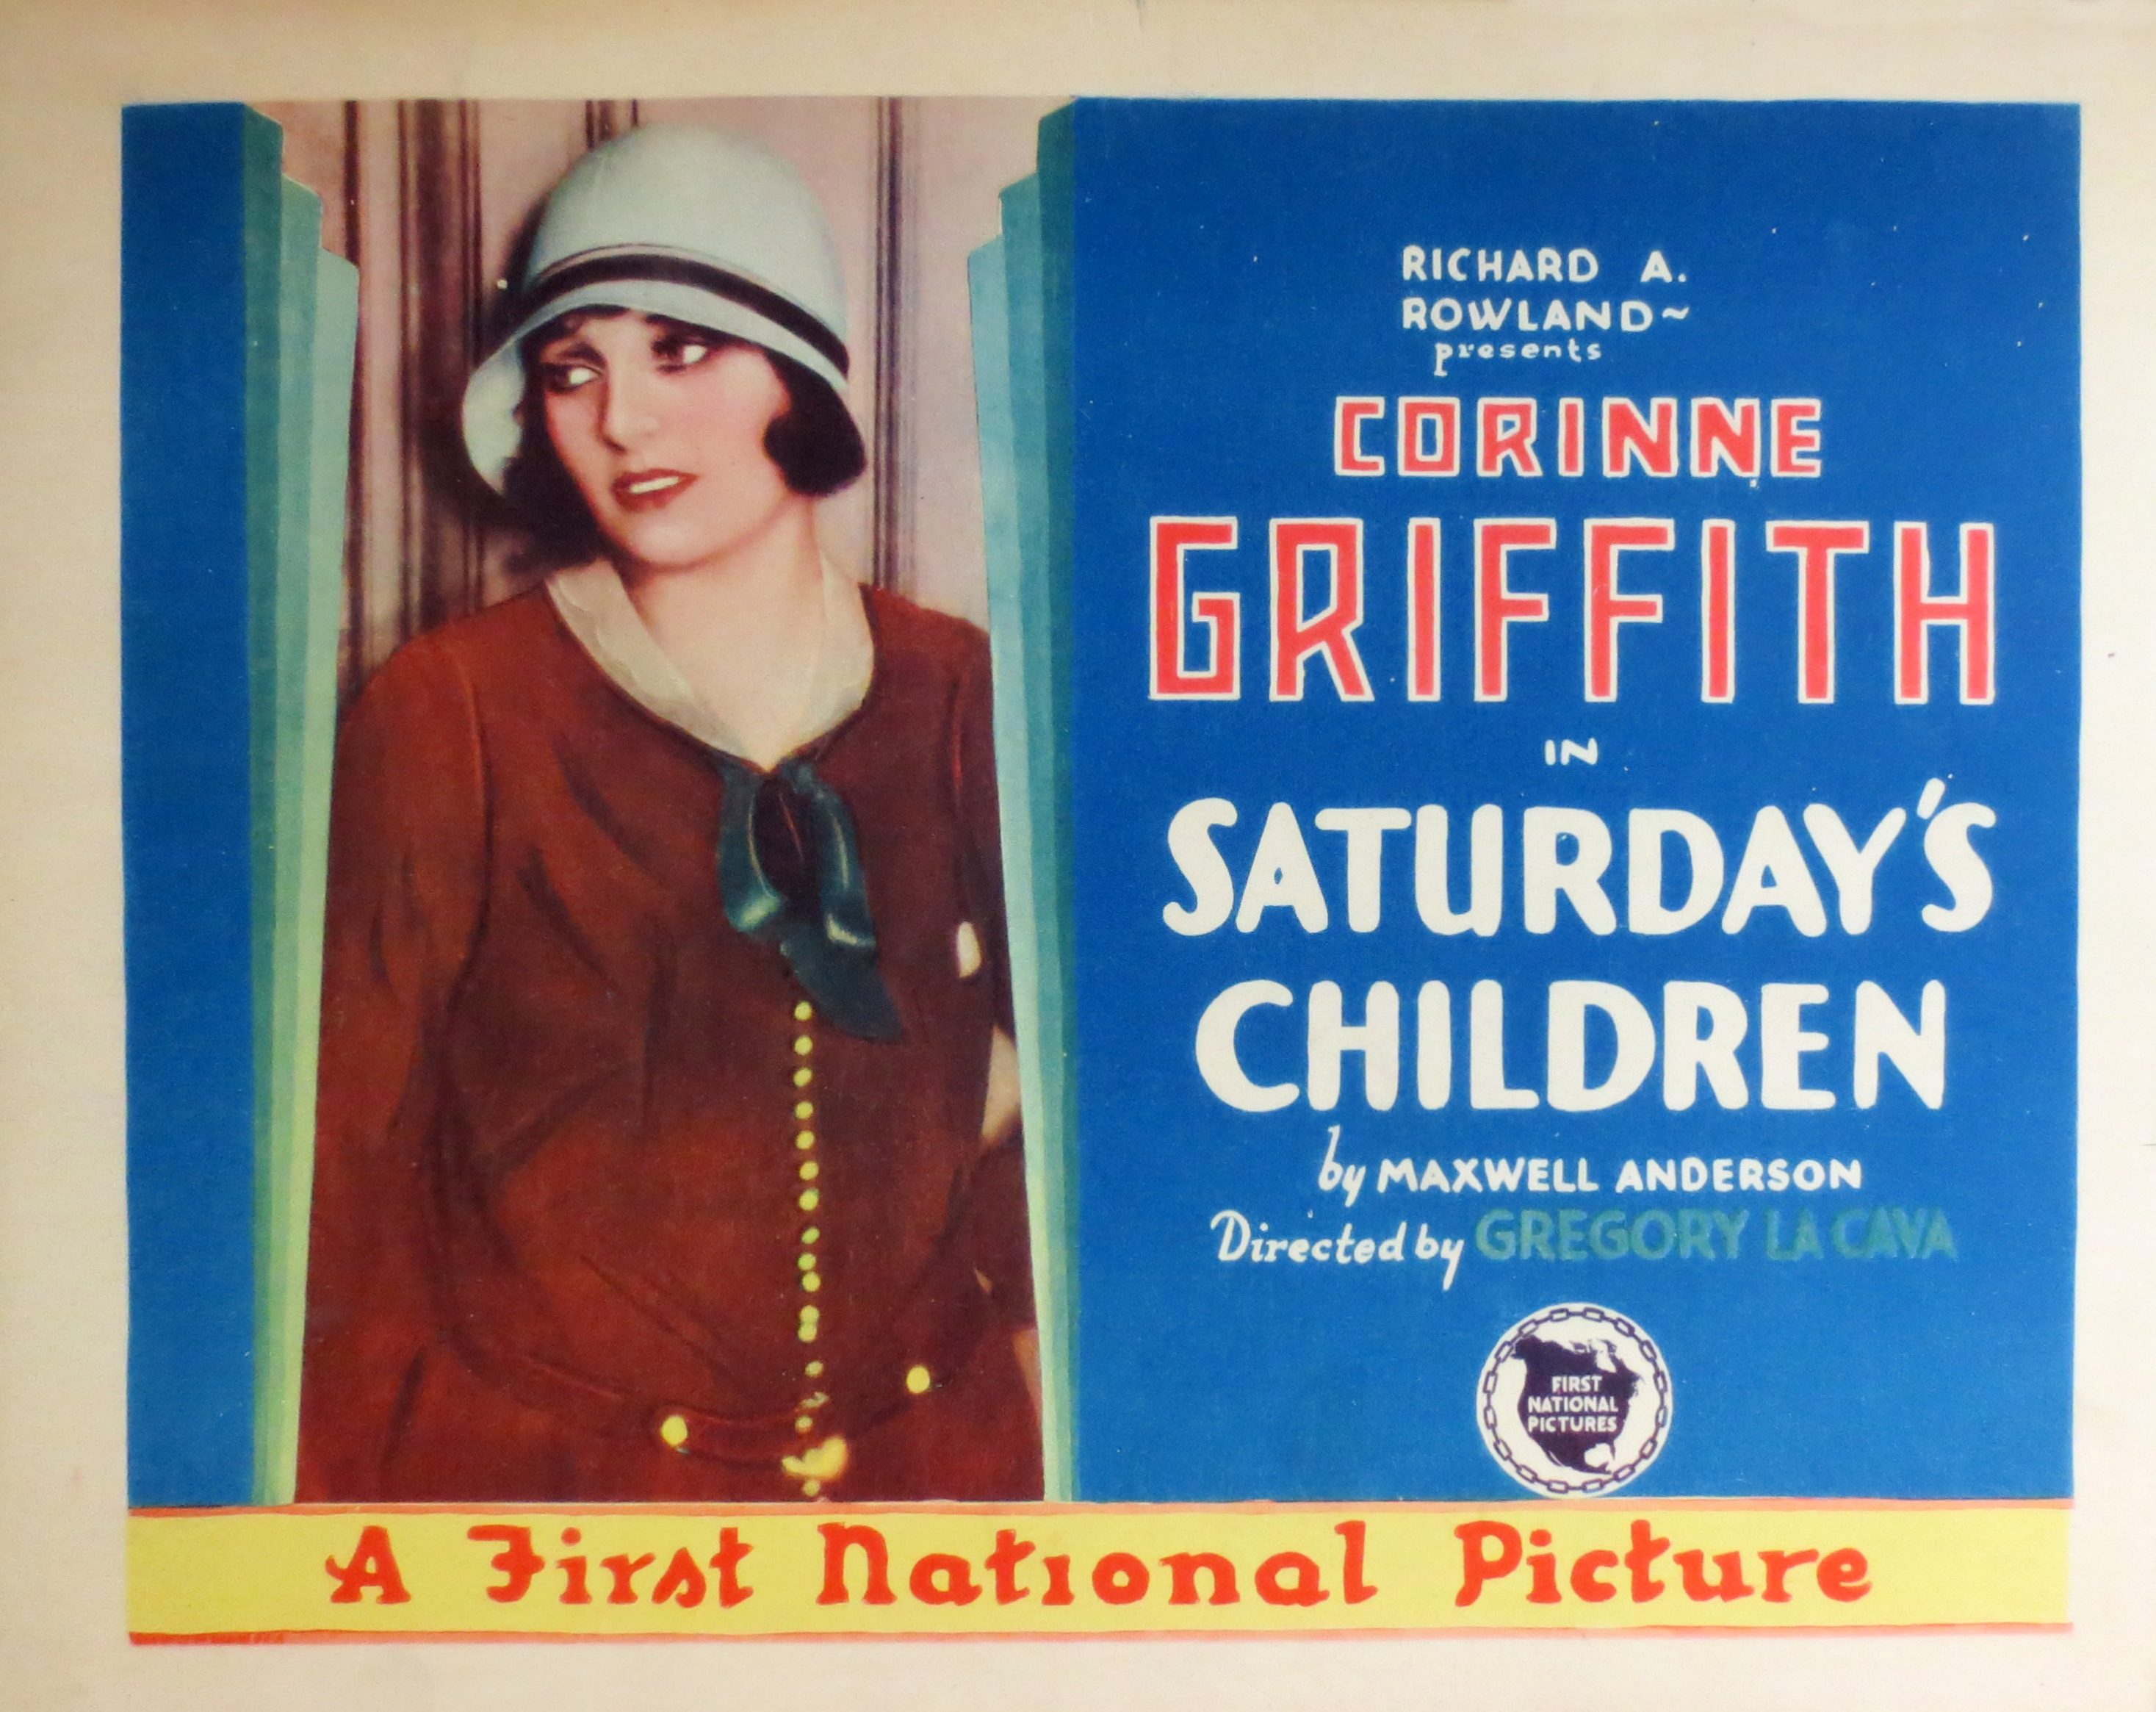 RICHARD A.
ROWLAND~
presents
CORINNE
GRIFFITH
IN
SATURDAY'S
CHILDREN
by MAXWELL ANDERSON
Directed by GREGORY LA CAVA
FIRST
NATIONAL
PICTURES
A First National Picture